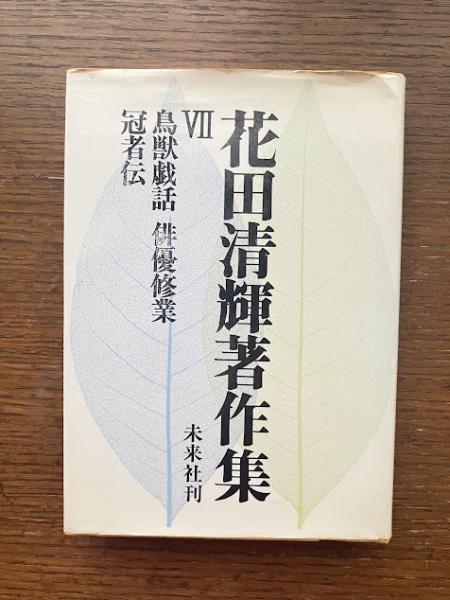 花田清輝著作集
VII
鳥獣戯話 俳優修業
冠者伝
未来社刊